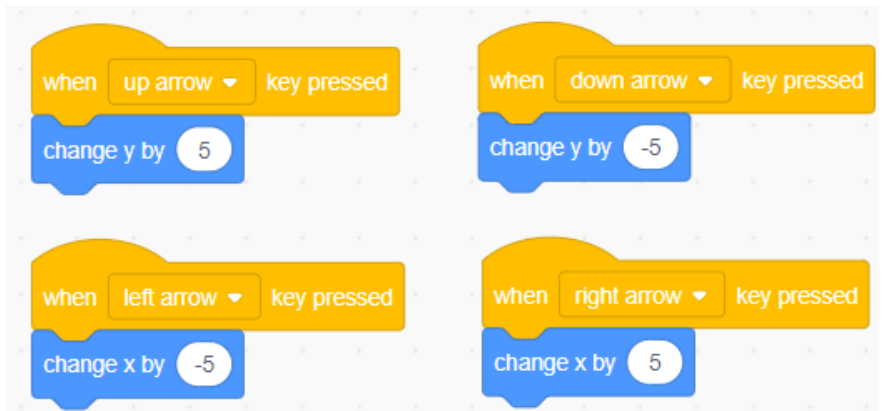 when up arrow key pressed
change y by 5
when down arrow key pressed
change y by -5
when left arrow key pressed
change x by -5
when right arrow key pressed
change x by 5